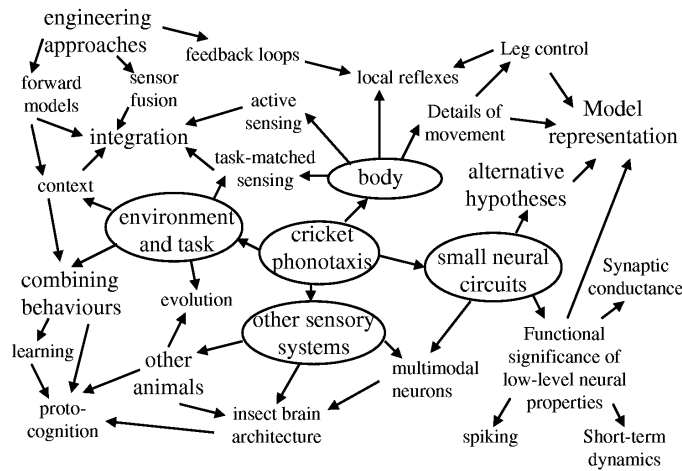 engineering
approaches
feedback loops
Leg control
forward
models
sensor
fusion
local reflexes
active
sensing
Details of
movement
Model
representation
integration
task-matched
sensing
body
alternative
hypotheses
context
environment
and task
cricket
phonotaxis
small neural
circuits
Synaptic
conductance
combining
behaviours
evolution
other sensory
systems
Functional
significance of
low-level neural
properties
learning
other
animals
multimodal
neurons
proto-
cognition
insect brain
architecture
spiking
Short-term
dynamics